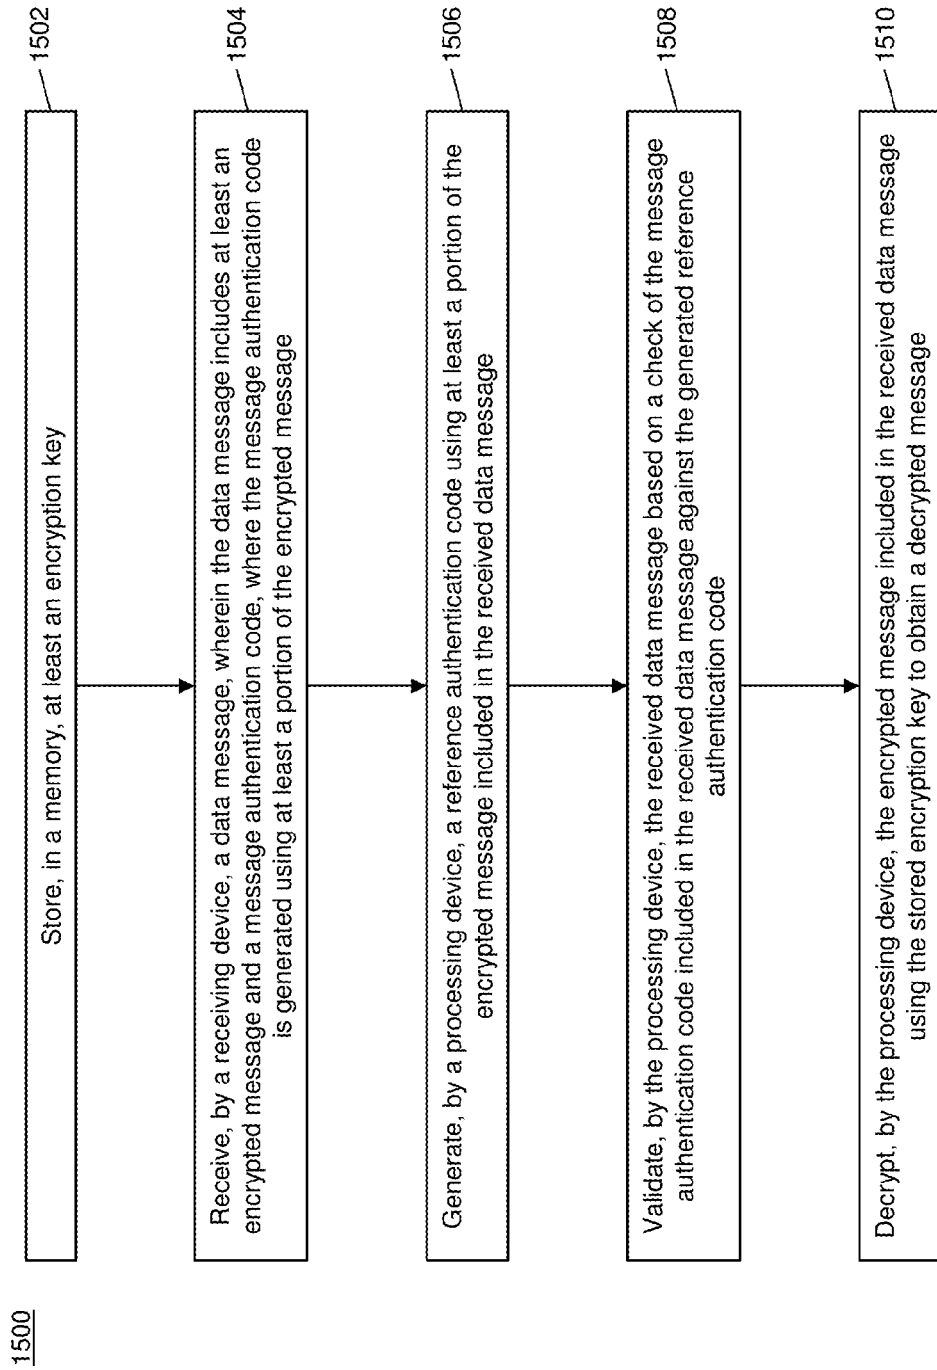 1500
Store, in a memory, at least an encryption key
1502
Receive, by a receiving device, a data message, wherein the data message includes at least an
encrypted message and a message authentication code, where the message authentication code
is generated using at least a portion of the encrypted message
1504
Generate, by a processing device, a reference authentication code using at least a portion of the
encrypted message included in the received data message
1506
Validate, by the processing device, the received data message based on a check of the message
authentication code included in the received data message against the generated reference
authentication code
1508
Decrypt, by the processing device, the encrypted message included in the received data message
using the stored encryption key to obtain a decrypted message
1510